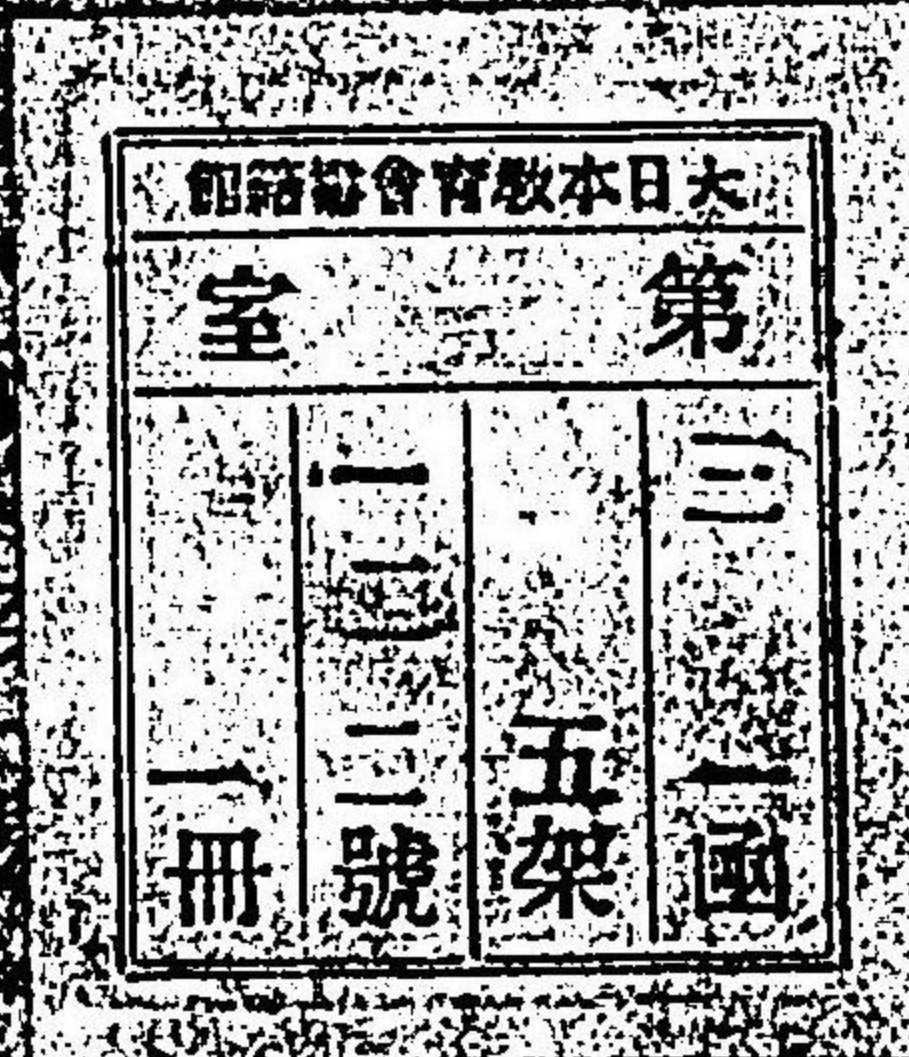 大日本教育會書籍館
第 室
三一函
五架
一四三號
一冊